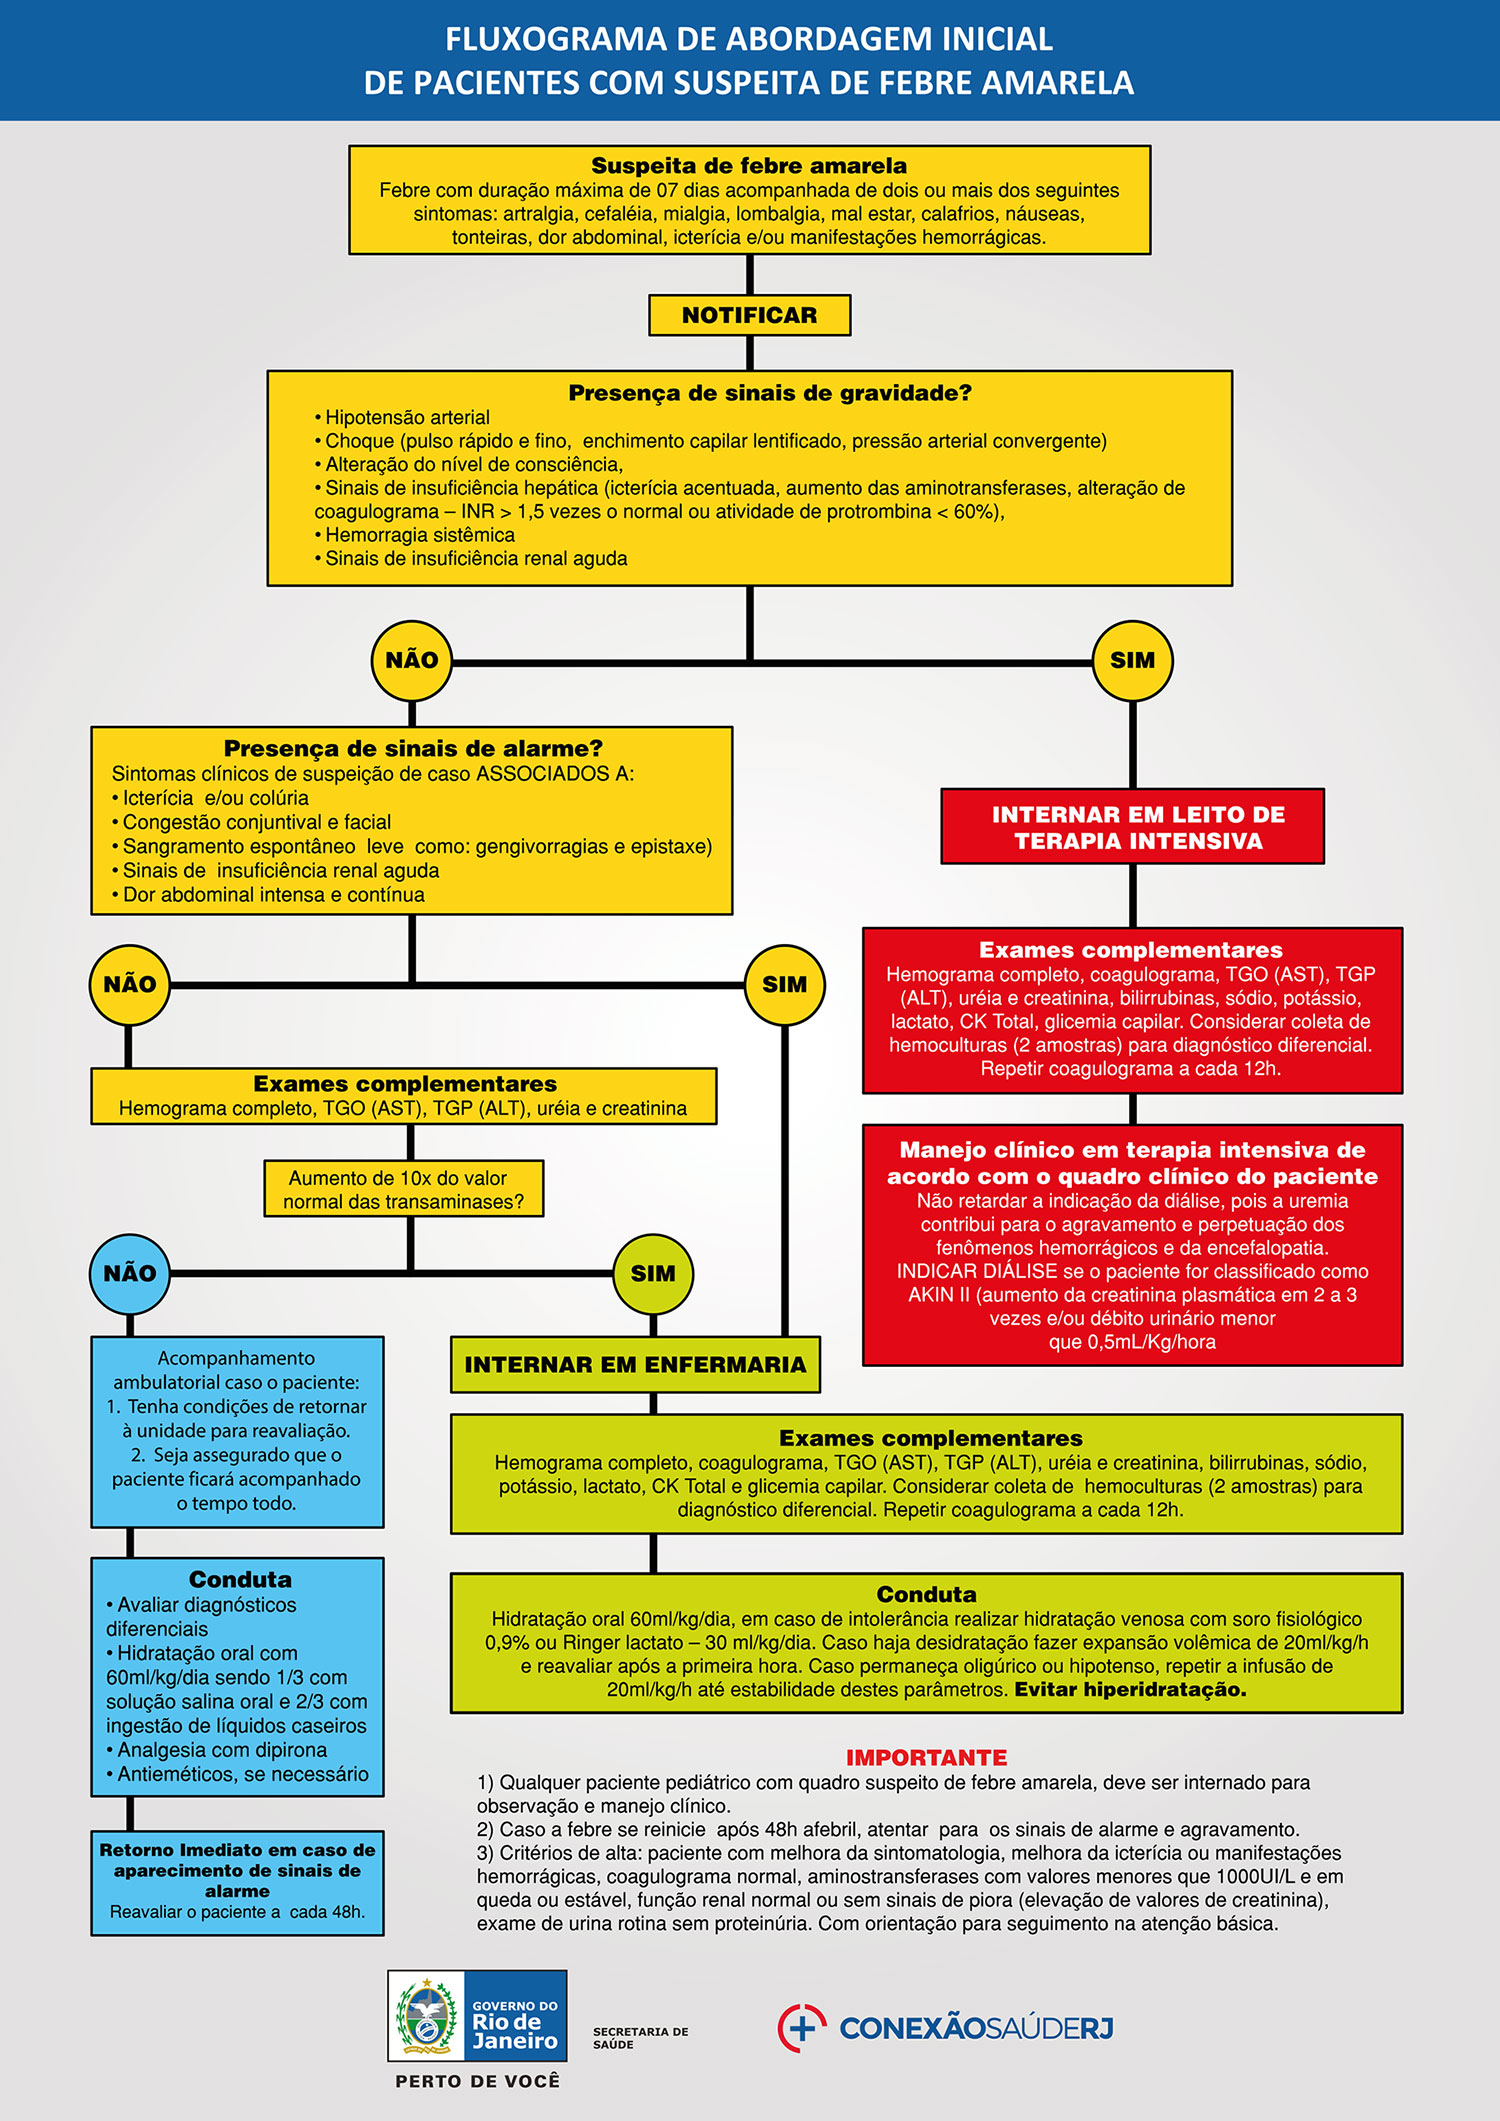 FLUXOGRAMA DE ABORDAGEM INICIAL
DE PACIENTES COM SUSPEITA DE FEBRE AMARELA
Suspeita de febre amarela
Febre com duração máxima de 07 dias acompanhada de dois ou mais dos seguintes
sintomas: artralgia, cefaléia, mialgia, lombalgia, mal estar, calafrios, náuseas,
tonteiras, dor abdominal, icterícia e/ou manifestações hemorrágicas.
NOTIFICAR
Presença de sinais de gravidade?
• Hipotensão arterial
• Choque (pulso rápido e fino, enchimento capilar lentificado, pressão arterial convergente)
• Alteração do nível de consciência,
• Sinais de insuficiência hepática (icterícia acentuada, aumento das aminotransferases, alteração de
coagulograma – INR > 1,5 vezes o normal ou atividade de protrombina < 60%),
• Hemorragia sistêmica
• Sinais de insuficiência renal aguda
NÃO
SIM
Presença de sinais de alarme?
Sintomas clínicos de suspeição de caso ASSOCIADOS A:
• Icterícia e/ou colúria
• Congestão conjuntival e facial
• Sangramento espontâneo leve como: gengivorragias e epistaxe)
• Sinais de insuficiência renal aguda
• Dor abdominal intensa e contínua
INTERNAR EM LEITO DE
TERAPIA INTENSIVA
Exames complementares
Hemograma completo, coagulograma, TGO (AST), TGP
(ALT), uréia e creatinina, bilirrubinas, sódio, potássio,
lactato, CK Total, glicemia capilar. Considerar coleta de
hemoculturas (2 amostras) para diagnóstico diferencial.
Repetir coagulograma a cada 12h.
Manejo clínico em terapia intensiva de
acordo com o quadro clínico do paciente
Não retardar a indicação da diálise, pois a uremia
contribui para o agravamento e perpetuação dos
fenômenos hemorrágicos e da encefalopatia.
INDICAR DIÁLISE se o paciente for classificado como
AKIN II (aumento da creatinina plasmática em 2 a 3
vezes e/ou débito urinário menor
que 0,5mL/Kg/hora
NÃO
SIM
Exames complementares
Hemograma completo, TGO (AST), TGP (ALT), uréia e creatinina
Aumento de 10x do valor
normal das transaminases?
NÃO
SIM
Acompanhamento
ambulatorial caso o paciente:
1. Tenha condições de retornar
à unidade para reavaliação.
2. Seja assegurado que o
paciente ficará acompanhado
o tempo todo.
Conduta
• Avaliar diagnósticos
diferenciais
• Hidratação oral com
60ml/kg/dia sendo 1/3 com
solução salina oral e 2/3 com
ingestão de líquidos caseiros
• Analgesia com dipirona
• Antieméticos, se necessário
Retorno Imediato em caso de
aparecimento de sinais de
alarme
Reavaliar o paciente a cada 48h.
INTERNAR EM ENFERMARIA
Exames complementares
Hemograma completo, coagulograma, TGO (AST), TGP (ALT), uréia e creatinina, bilirrubinas, sódio,
potássio, lactato, CK Total e glicemia capilar. Considerar coleta de hemoculturas (2 amostras) para
diagnóstico diferencial. Repetir coagulograma a cada 12h.
Conduta
Hidratação oral 60ml/kg/dia, em caso de intolerância realizar hidratação venosa com soro fisiológico
0,9% ou Ringer lactato – 30 ml/kg/dia. Caso haja desidratação fazer expansão volêmica de 20ml/kg/h
e reavaliar após a primeira hora. Caso permaneça oligúrico ou hipotenso, repetir a infusão de
20ml/kg/h até estabilidade destes parâmetros. Evitar hiperidratação.
IMPORTANTE
1) Qualquer paciente pediátrico com quadro suspeito de febre amarela, deve ser internado para
observação e manejo clínico.
2) Caso a febre se reinicie após 48h afebril, atentar para os sinais de alarme e agravamento.
3) Critérios de alta: paciente com melhora da sintomatologia, melhora da icterícia ou manifestações
hemorrágicas, coagulograma normal, aminostransferases com valores menores que 1000UI/L e em
queda ou estável, função renal normal ou sem sinais de piora (elevação de valores de creatinina),
exame de urina rotina sem proteinúria. Com orientação para seguimento na atenção básica.
GOVERNO DO
Rio de
Janeiro
PERTO DE VOCÊ
SECRETARIA DE
SAÚDE
CONEXÃOSAÚDERJ